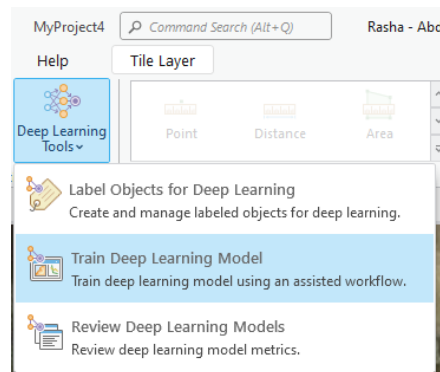 MyProject4
Command Search (Alt+Q)
Rasha - Abd
Help
Tile Layer
Deep Learning
Tools
Point
Distance
Area
Label Objects for Deep Learning
Create and manage labeled objects for deep learning.
Train Deep Learning Model
Train deep learning model using an assisted workflow.
Review Deep Learning Models
Review deep learning model metrics.